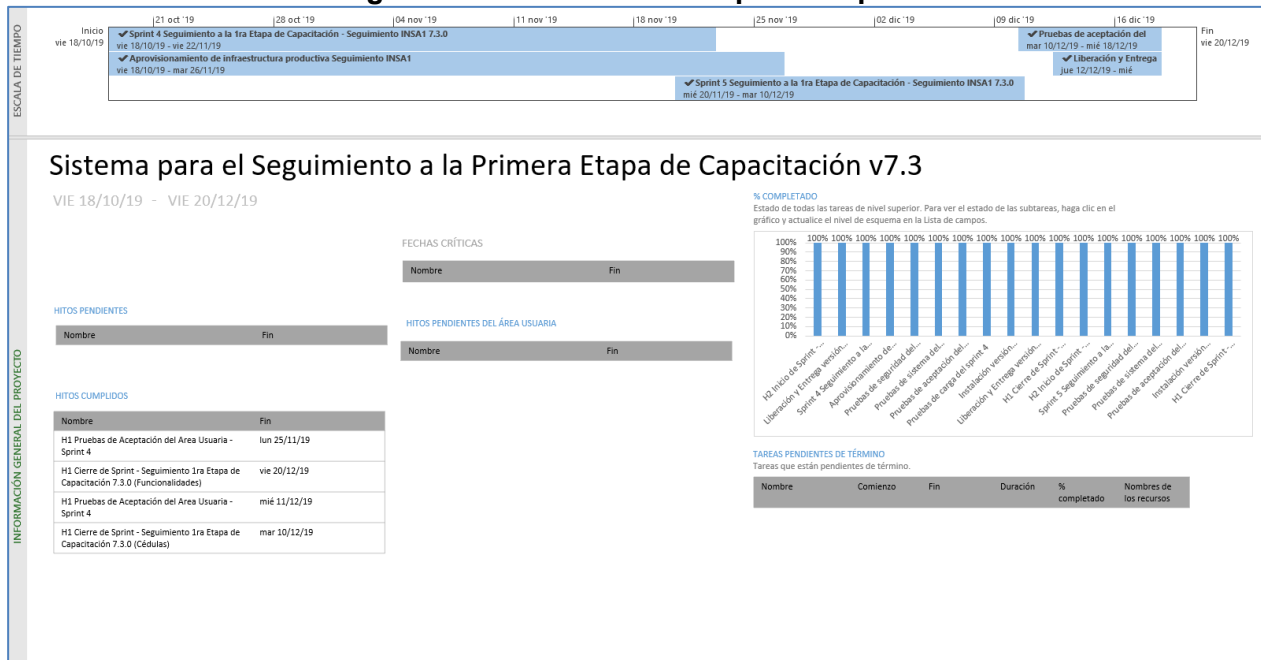 |21 oct '19 |28 oct '19 |04 nov '19 |11 nov '19 |18 nov '19 |25 nov '19 |02 dic '19 |09 dic '19 |16 dic '19
ESCALA DE TIEMPO
Inicio
vie 18/10/19
✔Sprint 4 Seguimiento a la 1ra Etapa de Capacitación - Seguimiento INSA1 7.3.0
vie 18/10/19 - vie 22/11/19
✔Pruebas de aceptación del
mar 10/12/19 - mié 18/12/19
Fin
vie 20/12/19
✔Aprovisionamiento de infraestructura productiva Seguimiento INSA1
vie 18/10/19 - mar 26/11/19
✔Liberación y Entrega
jue 12/12/19 - mié
✔Sprint 5 Seguimiento a la 1ra Etapa de Capacitación - Seguimiento INSA1 7.3.0
mié 20/11/19 - mar 10/12/19
INFORMACIÓN GENERAL DEL PROYECTO
Sistema para el Seguimiento a la Primera Etapa de Capacitación v7.3
VIE 18/10/19 - VIE 20/12/19
FECHAS CRÍTICAS
Nombre Fin
HITOS PENDIENTES
Nombre Fin
HITOS PENDIENTES DEL ÁREA USUARIA
Nombre Fin
HITOS CUMPLIDOS
Nombre Fin
H1 Pruebas de Aceptación del Area Usuaria - lun 25/11/19
Sprint 4
H1 Cierre de Sprint - Seguimiento 1ra Etapa de vie 20/12/19
Capacitación 7.3.0 (Funcionalidades)
H1 Pruebas de Aceptación del Area Usuaria - mié 11/12/19
Sprint 4
H1 Cierre de Sprint - Seguimiento 1ra Etapa de mar 10/12/19
Capacitación 7.3.0 (Cédulas)
% COMPLETADO
Estado de todas las tareas de nivel superior. Para ver el estado de las subtareas, haga clic en el
gráfico y actualice el nivel de esquema en la Lista de campos.
100% 100% 100% 100% 100% 100% 100% 100% 100% 100% 100% 100% 100% 100% 100% 100% 100% 100%
100%
90%
80%
70%
60%
50%
40%
30%
20%
10%
0%
H2 Inicio de Sprint -...
Liberación y Entrega versión...
Sprint 4 Seguimiento a la...
Aprovisionamiento de...
Pruebas de seguridad del...
Pruebas de sistema del...
Pruebas de aceptación del...
Pruebas de carga del sprint 4
Instalación versión...
Liberación y Entrega versión...
H1 Cierre de Sprint -...
H2 Inicio de Sprint -...
Sprint 5 Seguimiento a la...
Pruebas de seguridad del...
Pruebas de sistema del...
Pruebas de aceptación del...
Instalación versión...
H1 Cierre de Sprint -...
TAREAS PENDIENTES DE TÉRMINO
Tareas que están pendientes de término.
Nombre Comienzo Fin Duración % Nombres de
completado los recursos